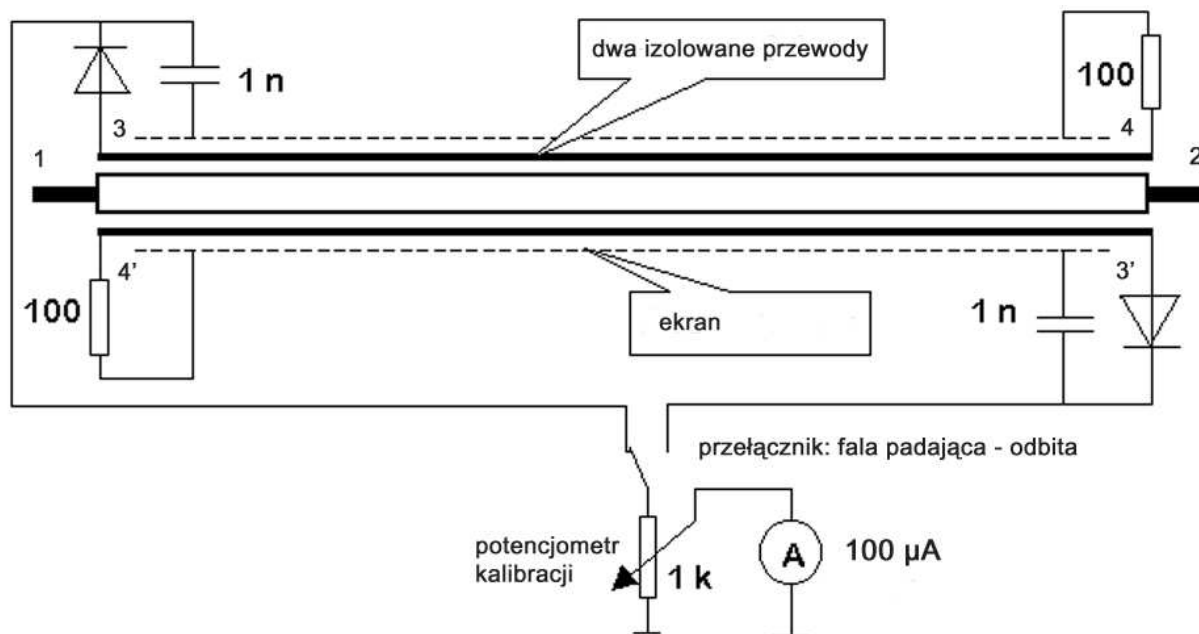 dwa izolowane przewody
100
1 n
3
4
1
2
4'
3'
100
1 n
ekran
przełącznik: fala padająca - odbita
potencjometr
kalibracji
1 k
A
100 µA